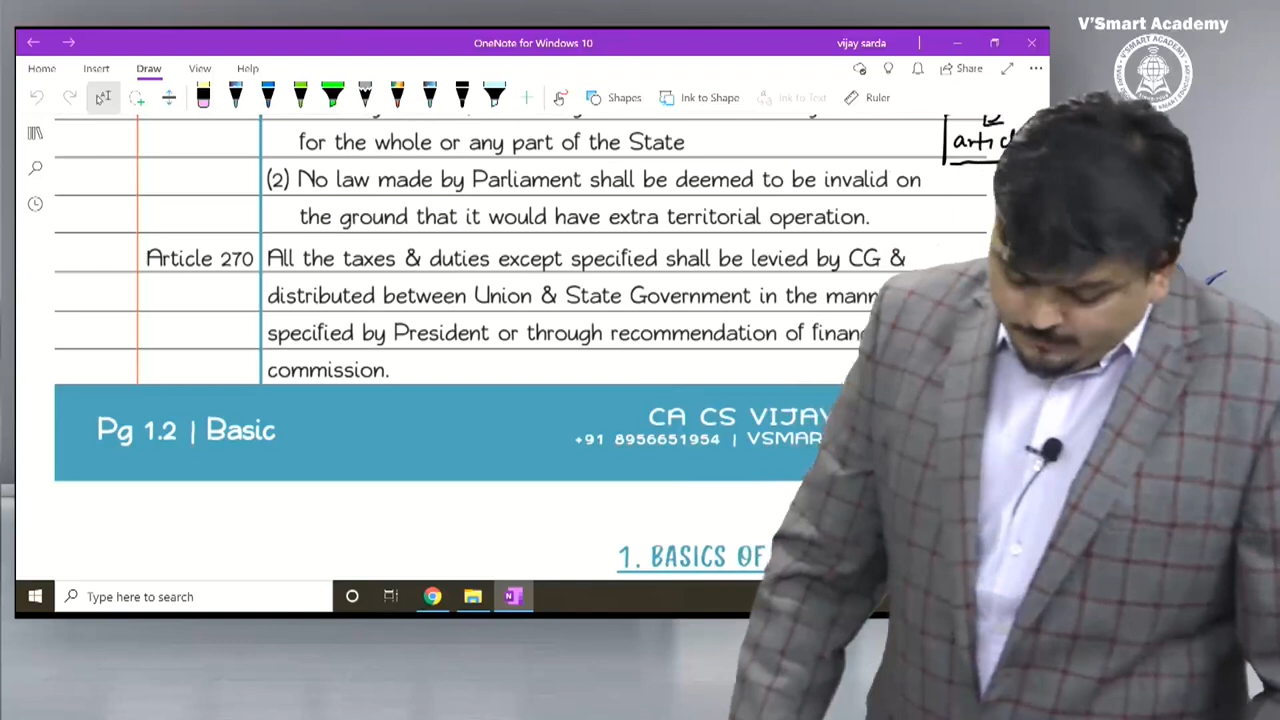 V'Smart Academy
OneNote for Windows 10
vijay sarda
Home Insert Draw View Help
Share
Shapes Ink to Shape Ink to Text Ruler
for the whole or any part of the State
(2) No law made by Parliament shall be deemed to be invalid on
the ground that it would have extra territorial operation.
Article 270 All the taxes & duties except specified shall be levied by CG &
distributed between Union & State Government in the
specified by President or through recommendation of
commission.
Pg 1.2 | Basic
CA CS
+91 8956651954 |
1. BASICS OF
Type here to search